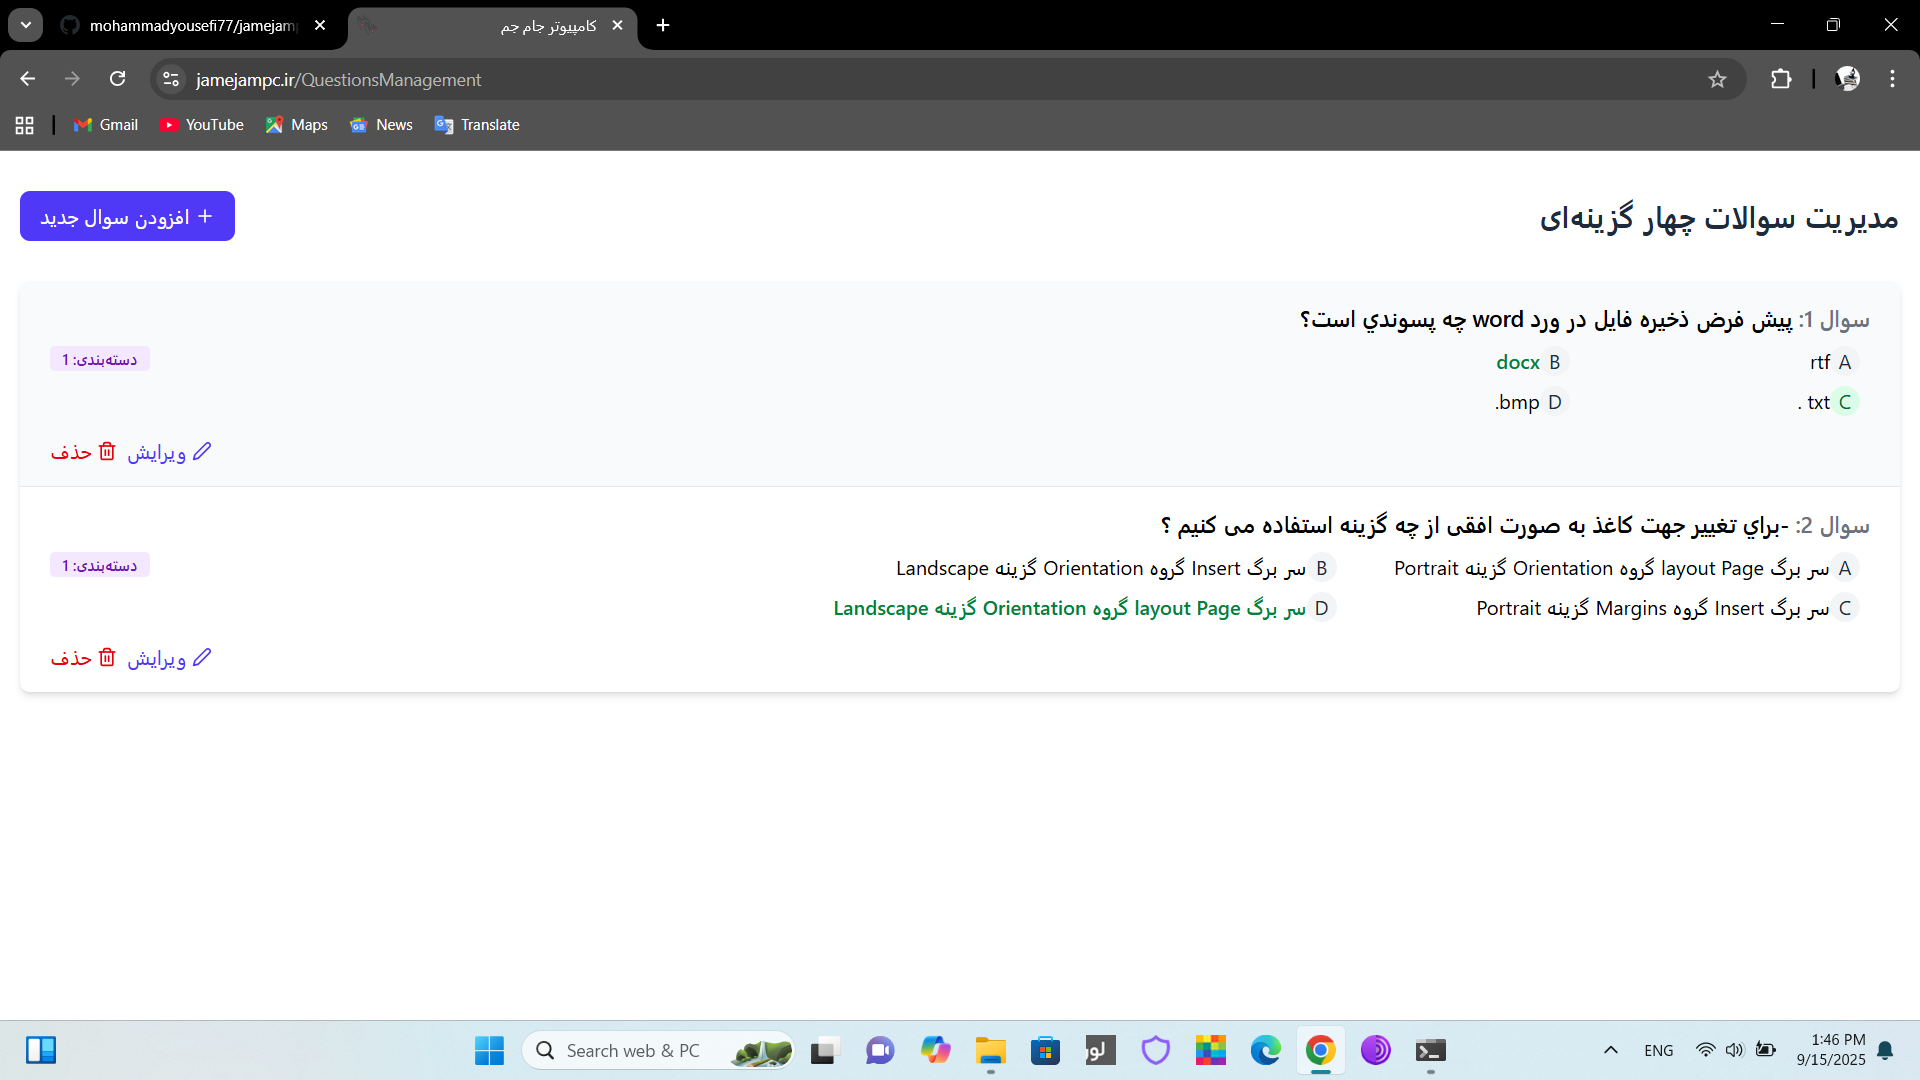 mohammadyousefi77/jamejam
کامپیوتر جام جم
jamejampc.ir/QuestionsManagement
Gmail
YouTube
Maps
News
Translate
مدیریت سوالات چهار گزینه‌ای
+ افزودن سوال جدید
سوال 1: پیش فرض ذخیره فایل در ورد word چه پسوندي است؟
دسته‌بندی: 1
A rtf
B docx
C txt .
D bmp.
ویرایش
حذف
سوال 2: -براي تغییر جهت کاغذ به صورت افقی از چه گزینه استفاده می کنیم ؟
دسته‌بندی: 1
A سر برگ layout Page گروه Orientation گزینه Portrait
B سر برگ Insert گروه Orientation گزینه Landscape
C سر برگ Insert گروه Margins گزینه Portrait
D سر برگ layout Page گروه Orientation گزینه Landscape
ویرایش
حذف
Search web & PC
لور
ENG
1:46 PM
9/15/2025